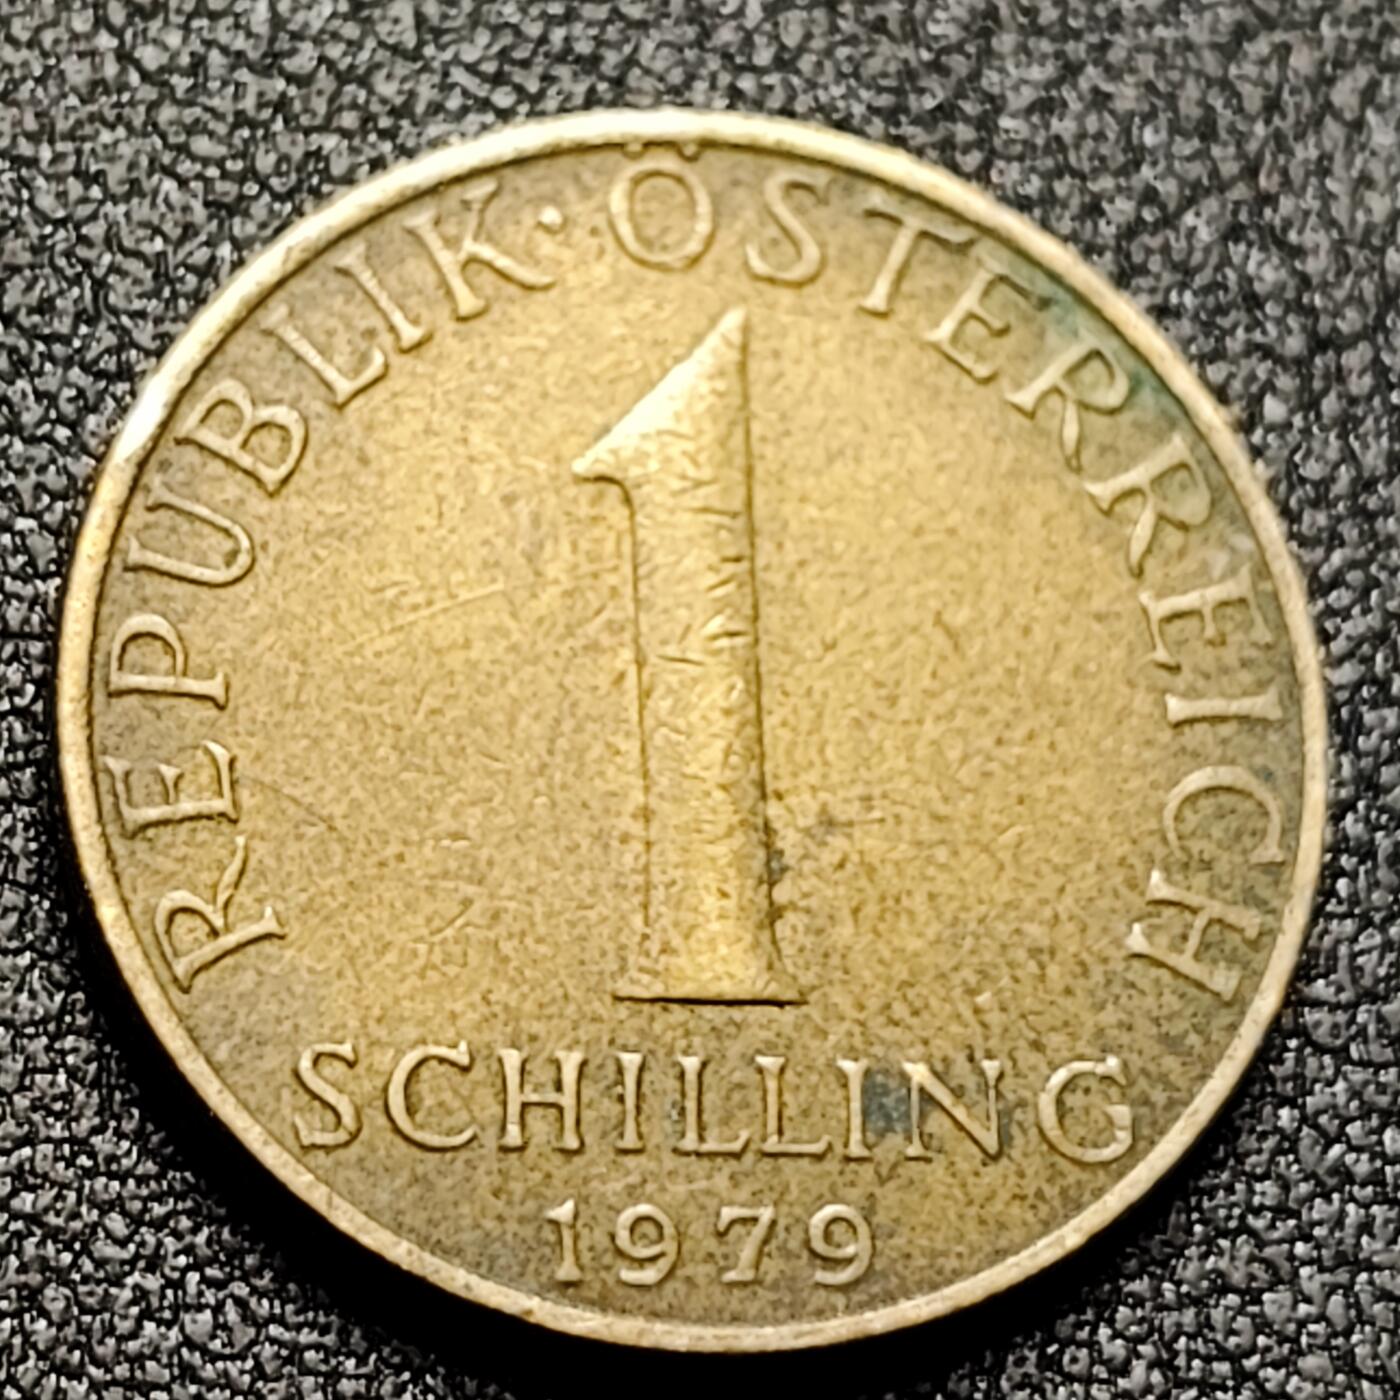 REPUBLIK · ÖSTERREICH
1
SCHILLING
1979